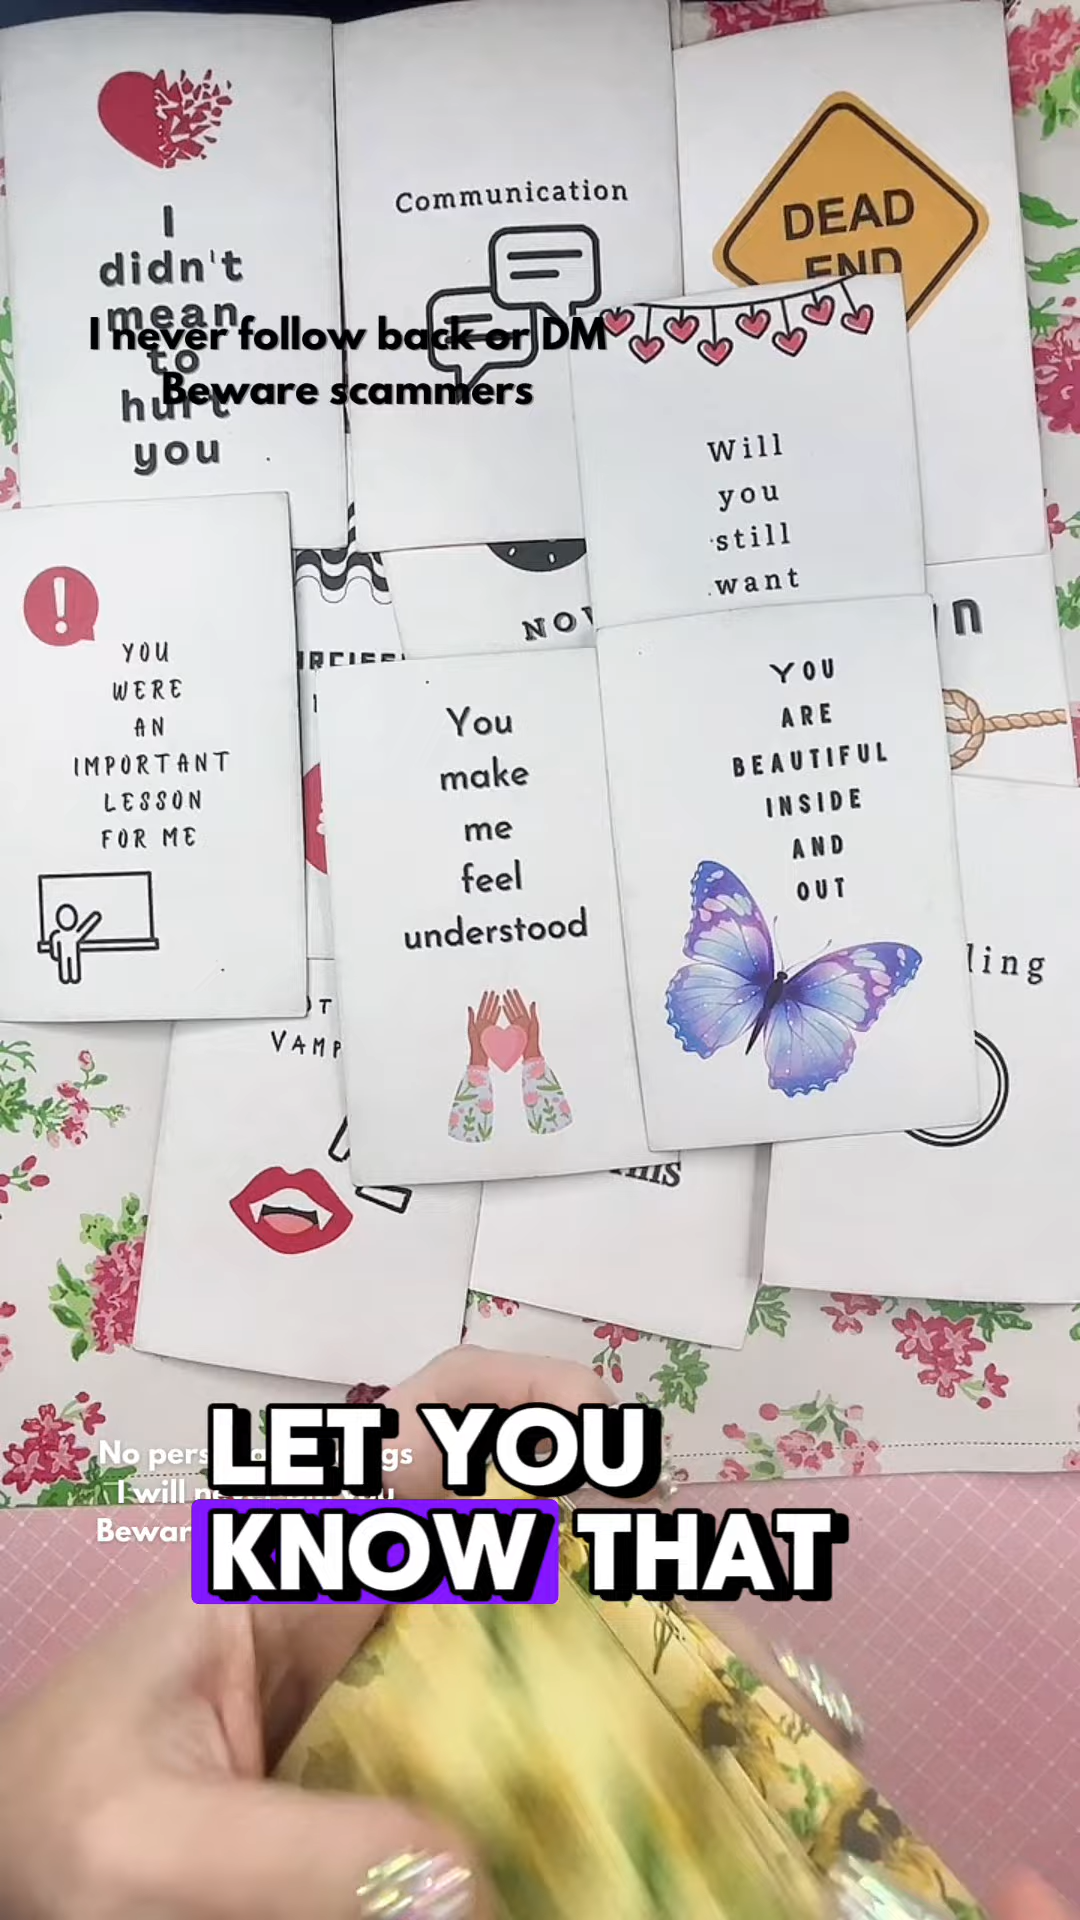 I
didn't
mean
to
hurt
you
Communication
DEAD
END
I never follow back or DM
Beware scammers
Will
you
still
want
YOU
WERE
AN
IMPORTANT
LESSON
FOR ME
You
make
me
feel
understood
YOU
ARE
BEAUTIFUL
INSIDE
AND
OUT
No
I will
LET YOU
KNOW THAT